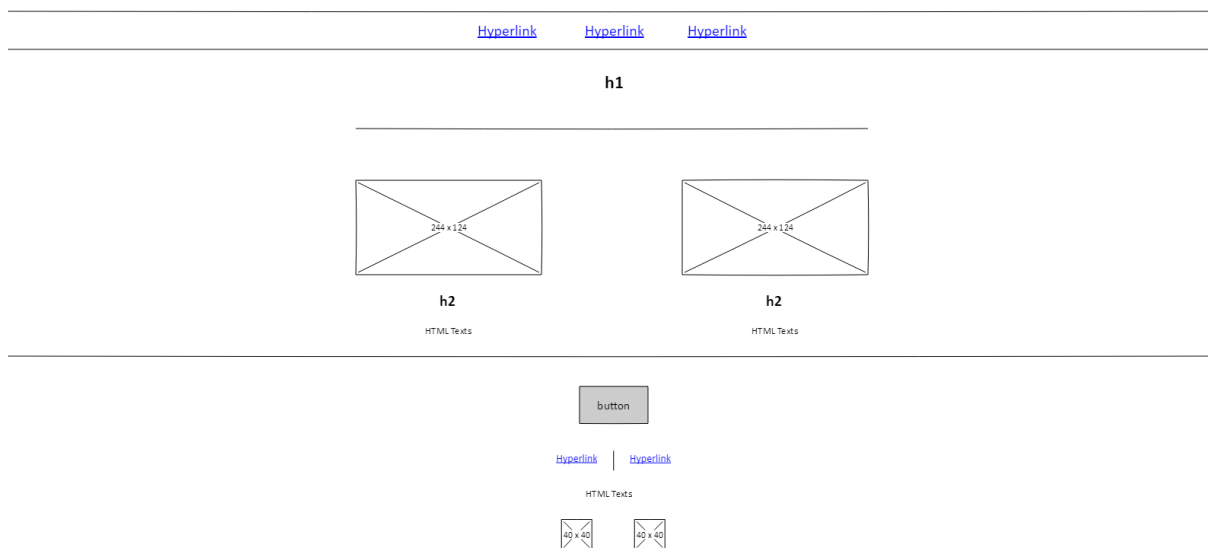 Hyperlink Hyperlink Hyperlink
h1
244 x 124 244 x 124
h2 h2
HTML Texts HTML Texts
button
Hyperlink Hyperlink
HTML Texts
40 x 40 40 x 40